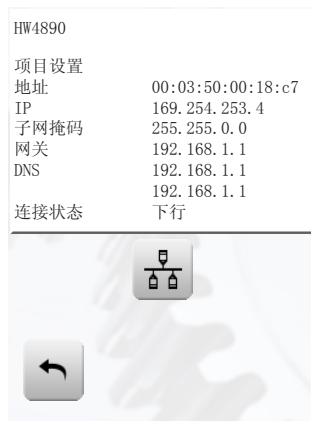 HW4890
项目设置
地址 00:03:50:00:18:c7
IP 169.254.253.4
子网掩码 255.255.0.0
网关 192.168.1.1
DNS 192.168.1.1
192.168.1.1
连接状态 下行